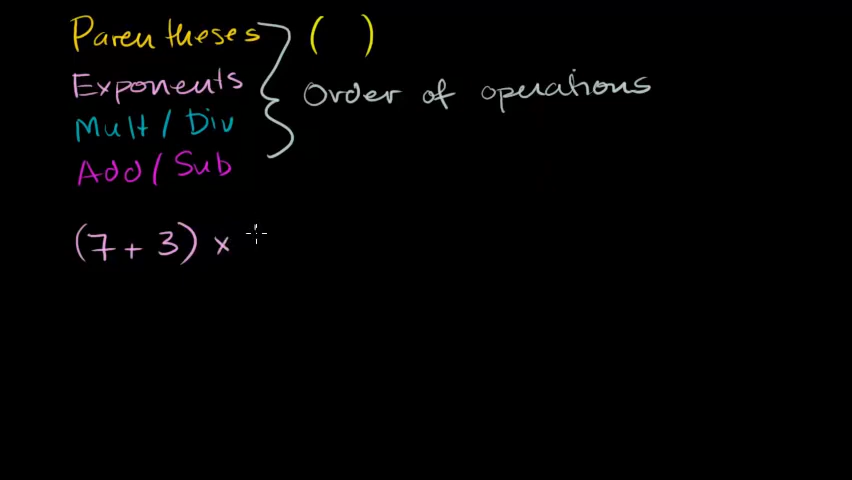 Parentheses ( )
Exponents
Order of operations
Mult / Div
Add / Sub
(7 + 3) ×